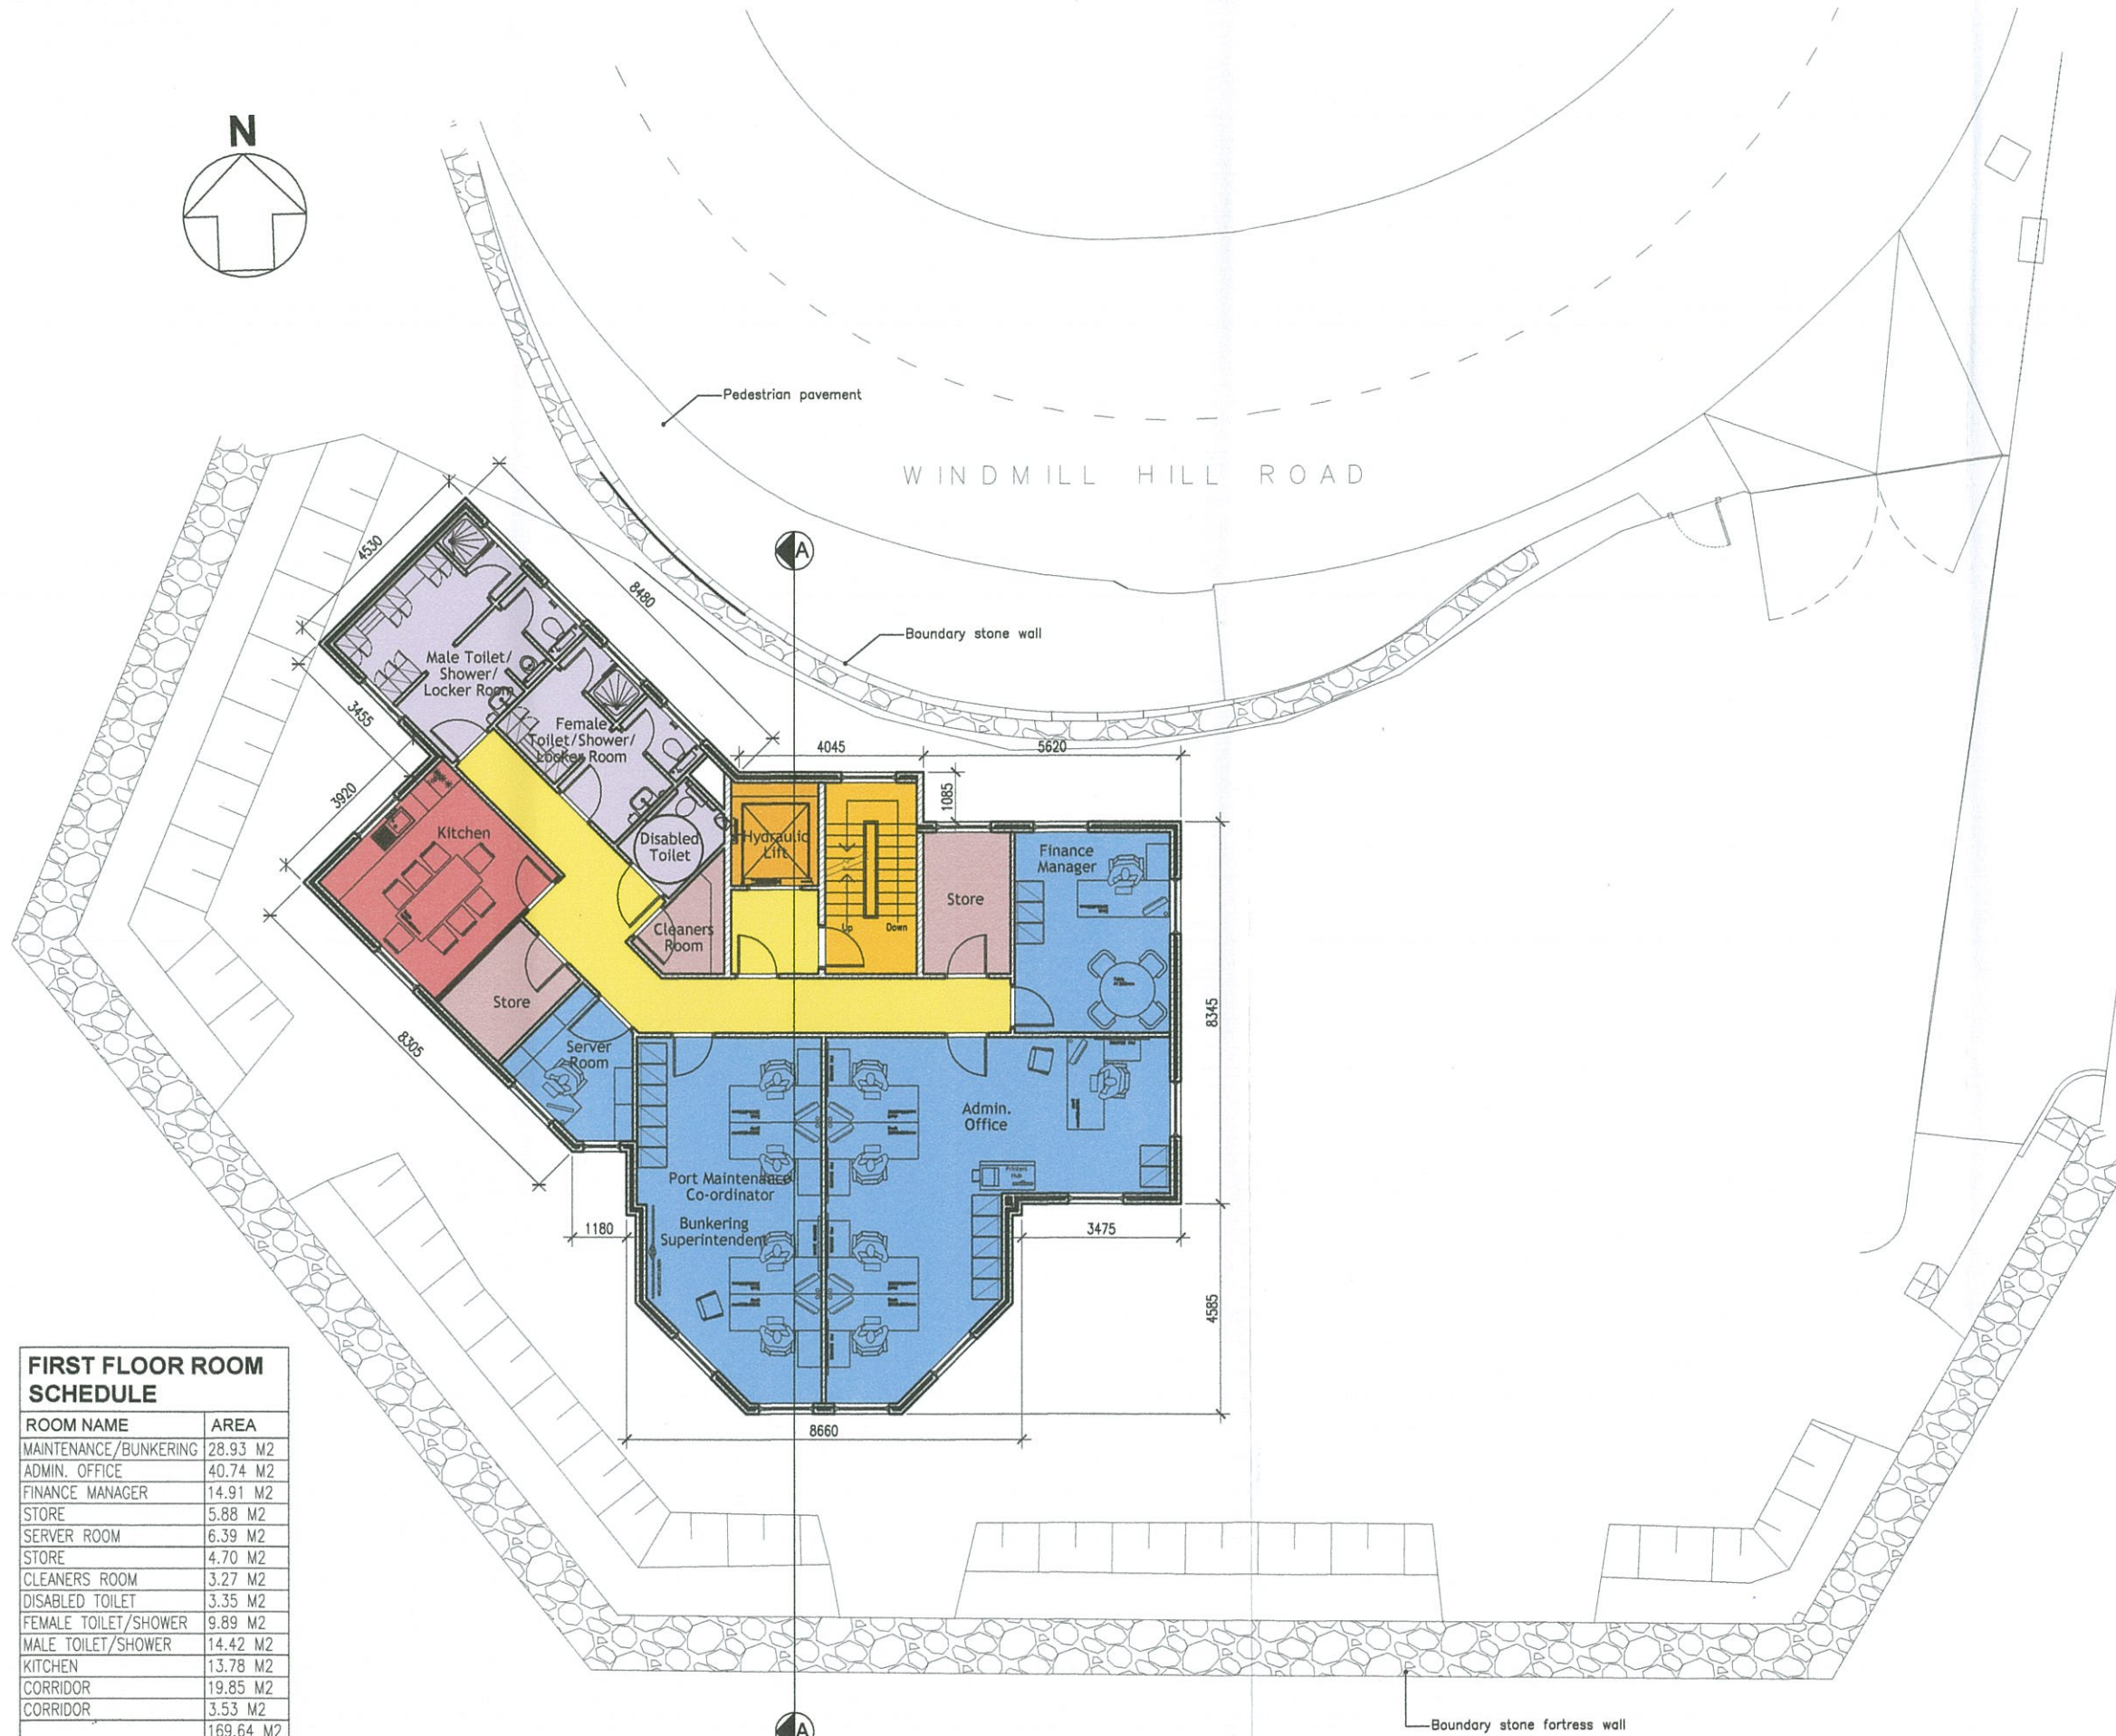 N
Pedestrian pavement
WINDMILL HILL ROAD
Boundary stone wall
A
4530
8480
3455
3920
8305
4045
5620
1085
8345
4585
3475
1180
8660
Male Toilet/
Shower/
Locker Room
Female
Toilet/Shower/
Locker Room
Disabled
Toilet
Hydraulic
Lift
Kitchen
Cleaners
Room
Up
Down
Store
Finance
Manager
Store
Server
Room
Admin.
Office
Printers
Hub
Port Maintenance
Co-ordinator
Bunkering
Superintendent
FIRST FLOOR ROOM
SCHEDULE
ROOM NAME AREA
MAINTENANCE/BUNKERING 28.93 M2
ADMIN. OFFICE 40.74 M2
FINANCE MANAGER 14.91 M2
STORE 5.88 M2
SERVER ROOM 6.39 M2
STORE 4.70 M2
CLEANERS ROOM 3.27 M2
DISABLED TOILET 3.35 M2
FEMALE TOILET/SHOWER 9.89 M2
MALE TOILET/SHOWER 14.42 M2
KITCHEN 13.78 M2
CORRIDOR 19.85 M2
CORRIDOR 3.53 M2
169.64 M2
A
Boundary stone fortress wall